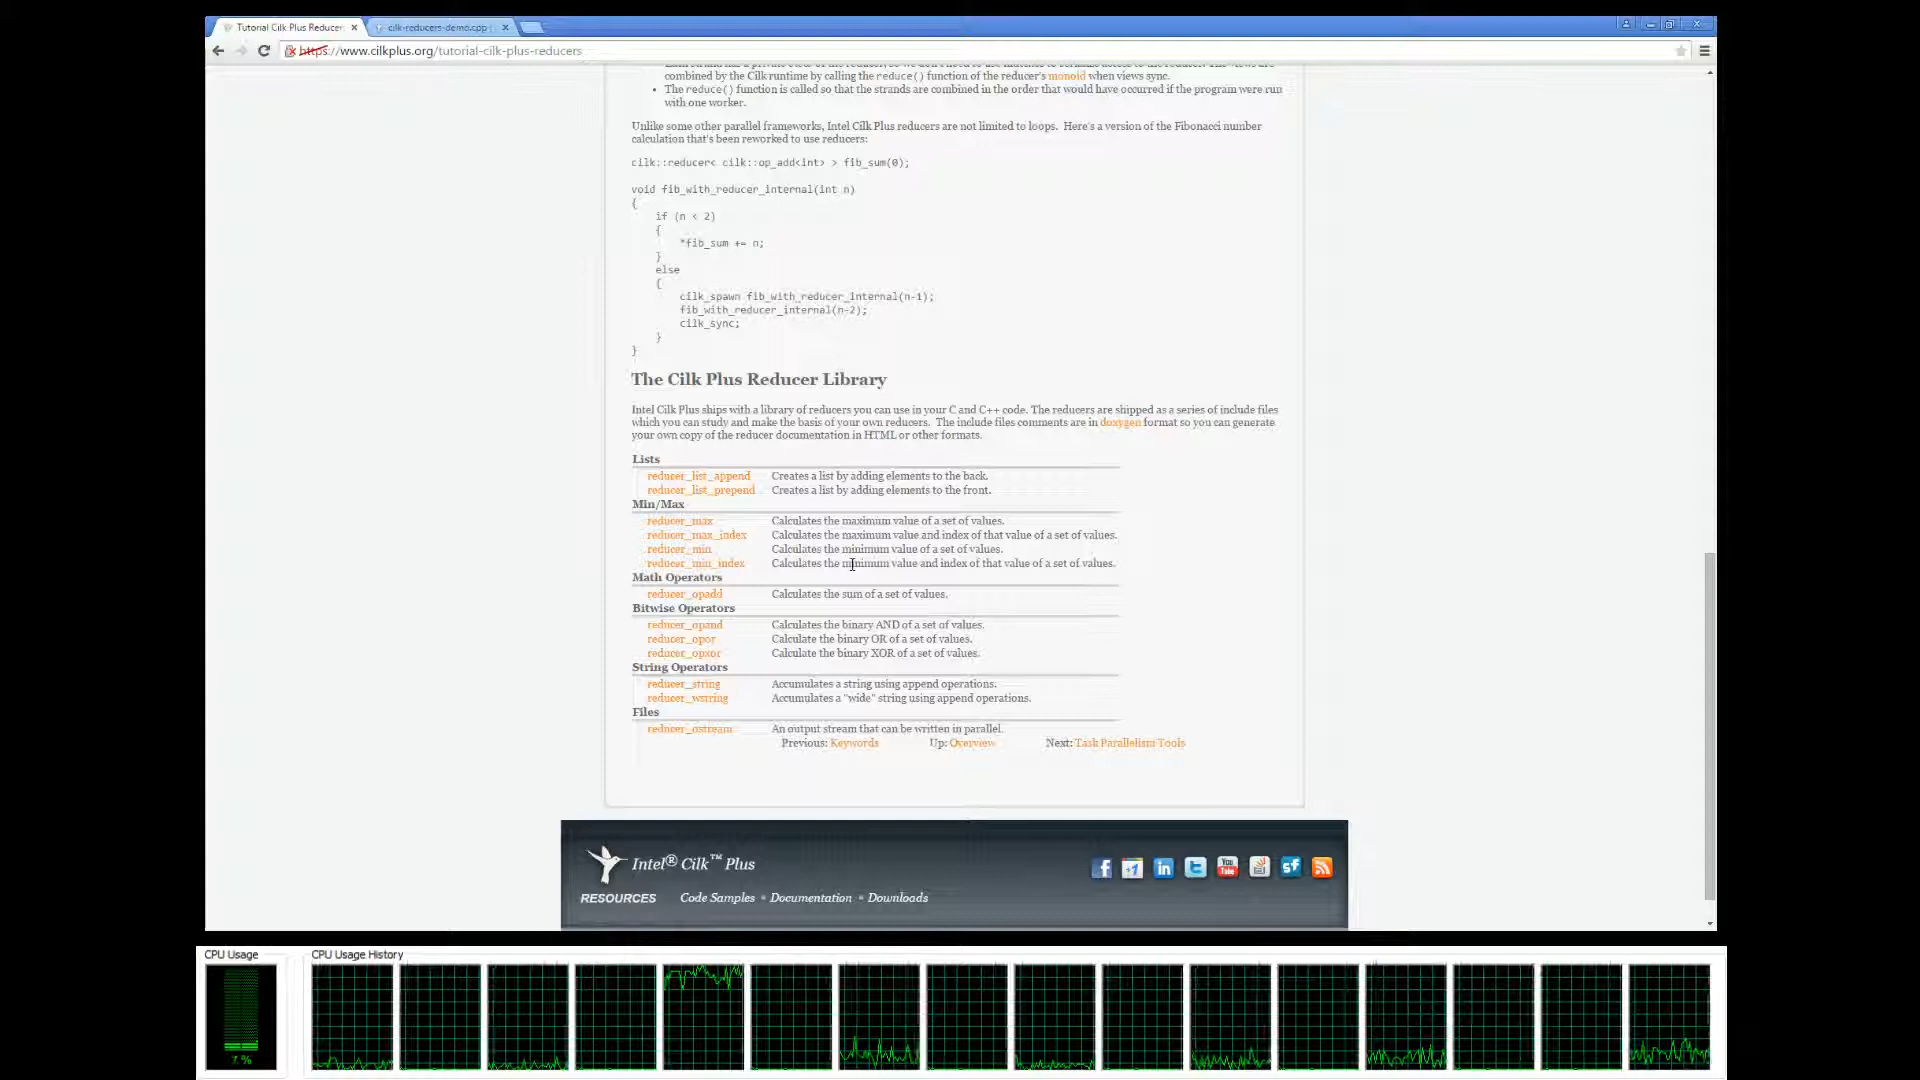 Tutorial Cilk Plus Reducer
cilk-reducers-demo.cpp
https://www.cilkplus.org/tutorial-cilk-plus-reducers
combined by the Cilk runtime by calling the reduce() function of the reducer's monoid when views sync.
The reduce() function is called so that the strands are combined in the order that would have occurred if the program were run
with one worker.
Unlike some other parallel frameworks, Intel Cilk Plus reducers are not limited to loops. Here's a version of the Fibonacci number
calculation that's been reworked to use reducers:
cilk::reducer< cilk::op_add<int> > fib_sum(0);
void fib_with_reducer_internal(int n)
{
if (n < 2)
{
*fib_sum += n;
}
else
{
cilk_spawn fib_with_reducer_internal(n-1);
fib_with_reducer_internal(n-2);
cilk_sync;
}
}
The Cilk Plus Reducer Library
Intel Cilk Plus ships with a library of reducers you can use in your C and C++ code. The reducers are shipped as a series of include files
which you can study and make the basis of your own reducers. The include files comments are in doxygen format so you can generate
your own copy of the reducer documentation in HTML or other formats.
Lists
reducer_list_append Creates a list by adding elements to the back.
reducer_list_prepend Creates a list by adding elements to the front.
Min/Max
reducer_max Calculates the maximum value of a set of values.
reducer_max_index Calculates the maximum value and index of that value of a set of values.
reducer_min Calculates the minimum value of a set of values.
reducer_min_index Calculates the minimum value and index of that value of a set of values.
Math Operators
reducer_opadd Calculates the sum of a set of values.
Bitwise Operators
reducer_opand Calculates the binary AND of a set of values.
reducer_opor Calculate the binary OR of a set of values.
reducer_opxor Calculate the binary XOR of a set of values.
String Operators
reducer_string Accumulates a string using append operations.
reducer_wstring Accumulates a "wide" string using append operations.
Files
reducer_ostream An output stream that can be written in parallel.
Previous: Keywords Up: Overview Next: Task Parallelism Tools
Intel® Cilk™ Plus
RESOURCES Code Samples Documentation Downloads
CPU Usage CPU Usage History